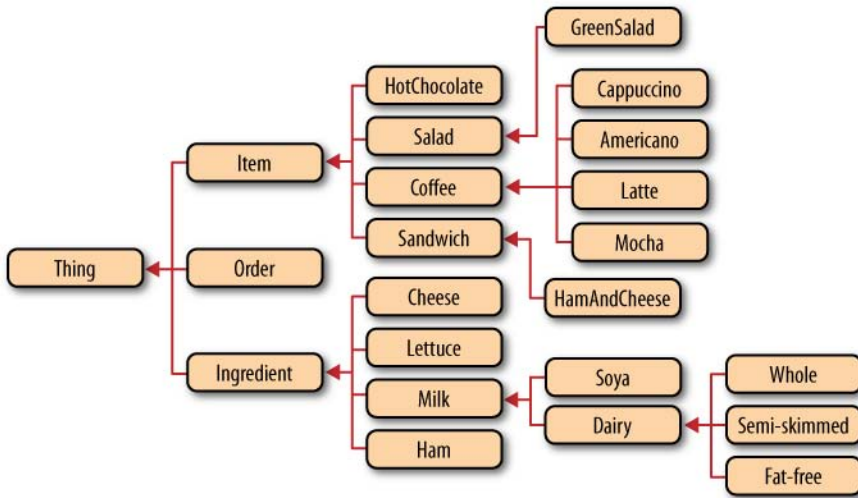 GreenSalad
HotChocolate
Cappuccino
Salad
Americano
Item
Coffee
Latte
Sandwich
Mocha
Thing
Order
Cheese
HamAndCheese
Lettuce
Ingredient
Soya
Whole
Milk
Dairy
Semi-skimmed
Ham
Fat-free